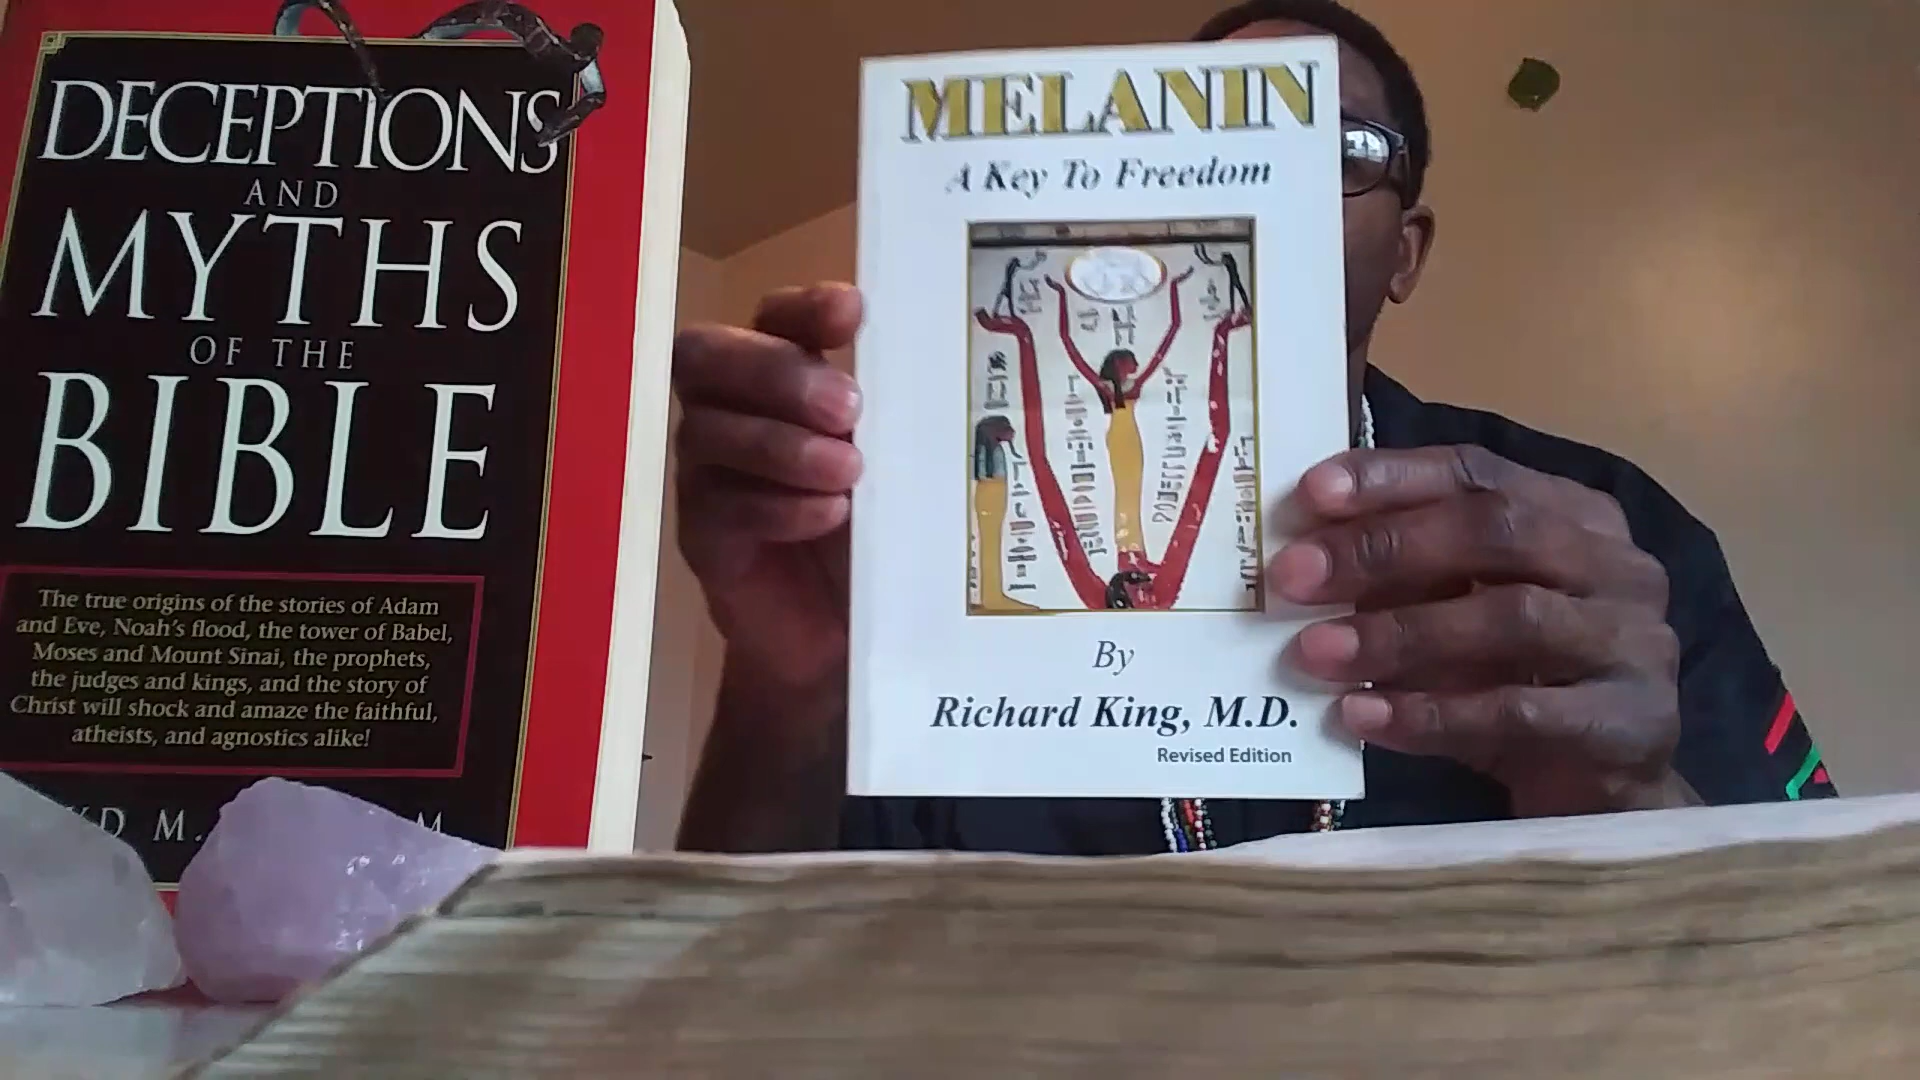 DECEPTIONS
AND
MYTHS
OF THE
BIBLE
The true origins of the stories of Adam
and Eve, Noah's flood, the tower of Babel,
Moses and Mount Sinai, the prophets,
the judges and kings, and the story of
Christ will shock and amaze the faithful,
atheists, and agnostics alike!
D M.
MELANIN
A Key To Freedom
By
Richard King, M.D.
Revised Edition